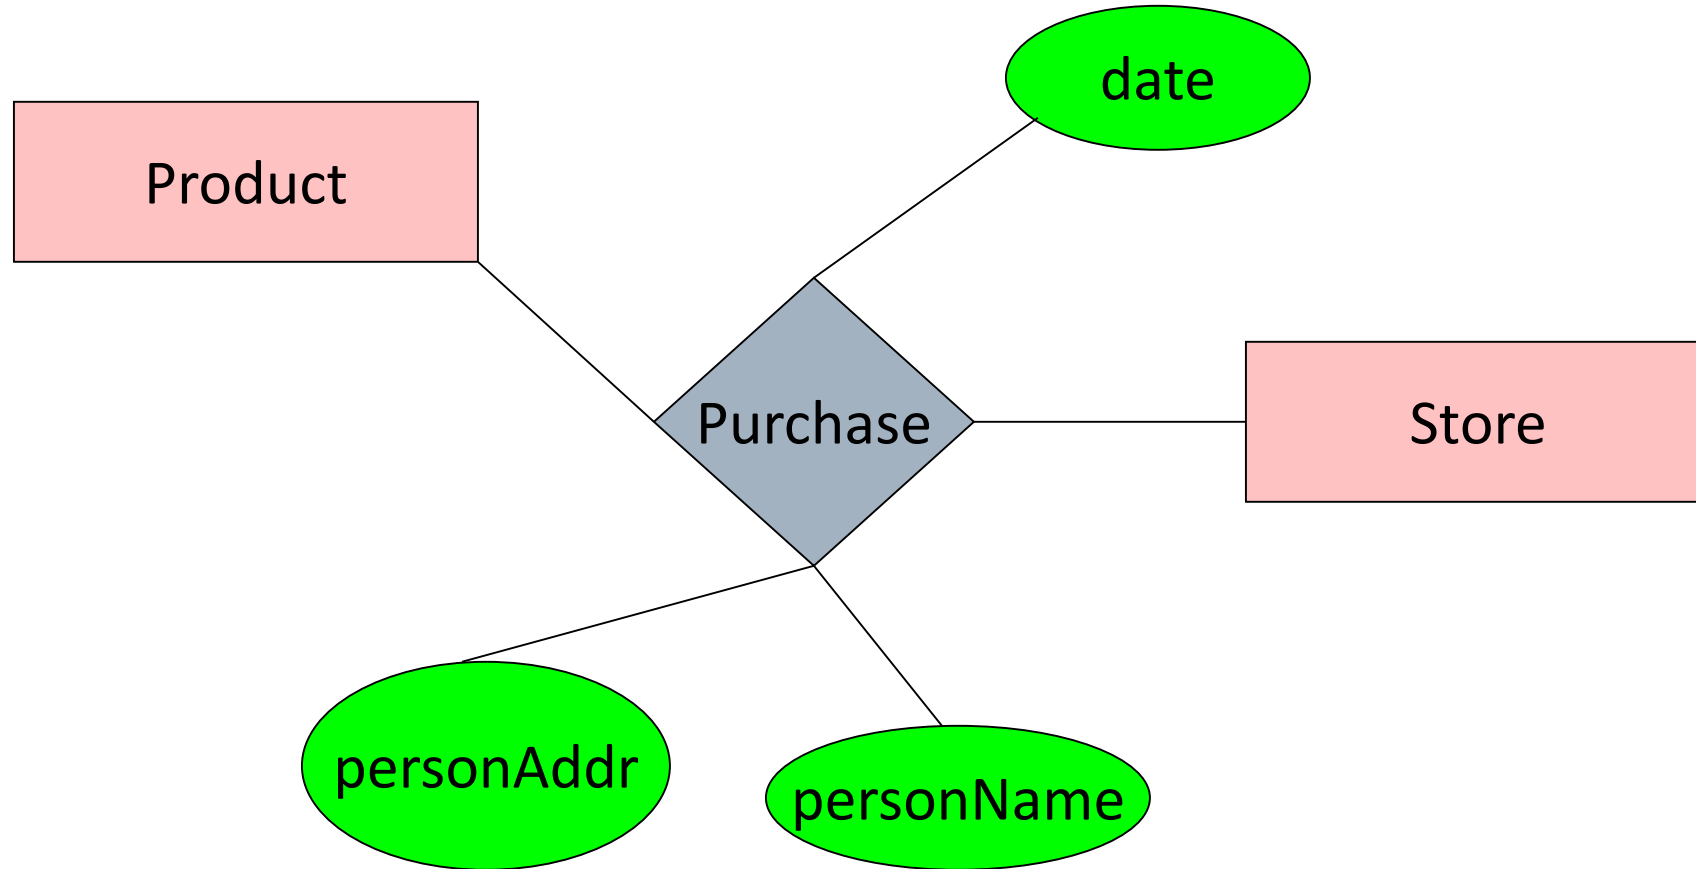 date
Product
Purchase
Store
personAddr
personName